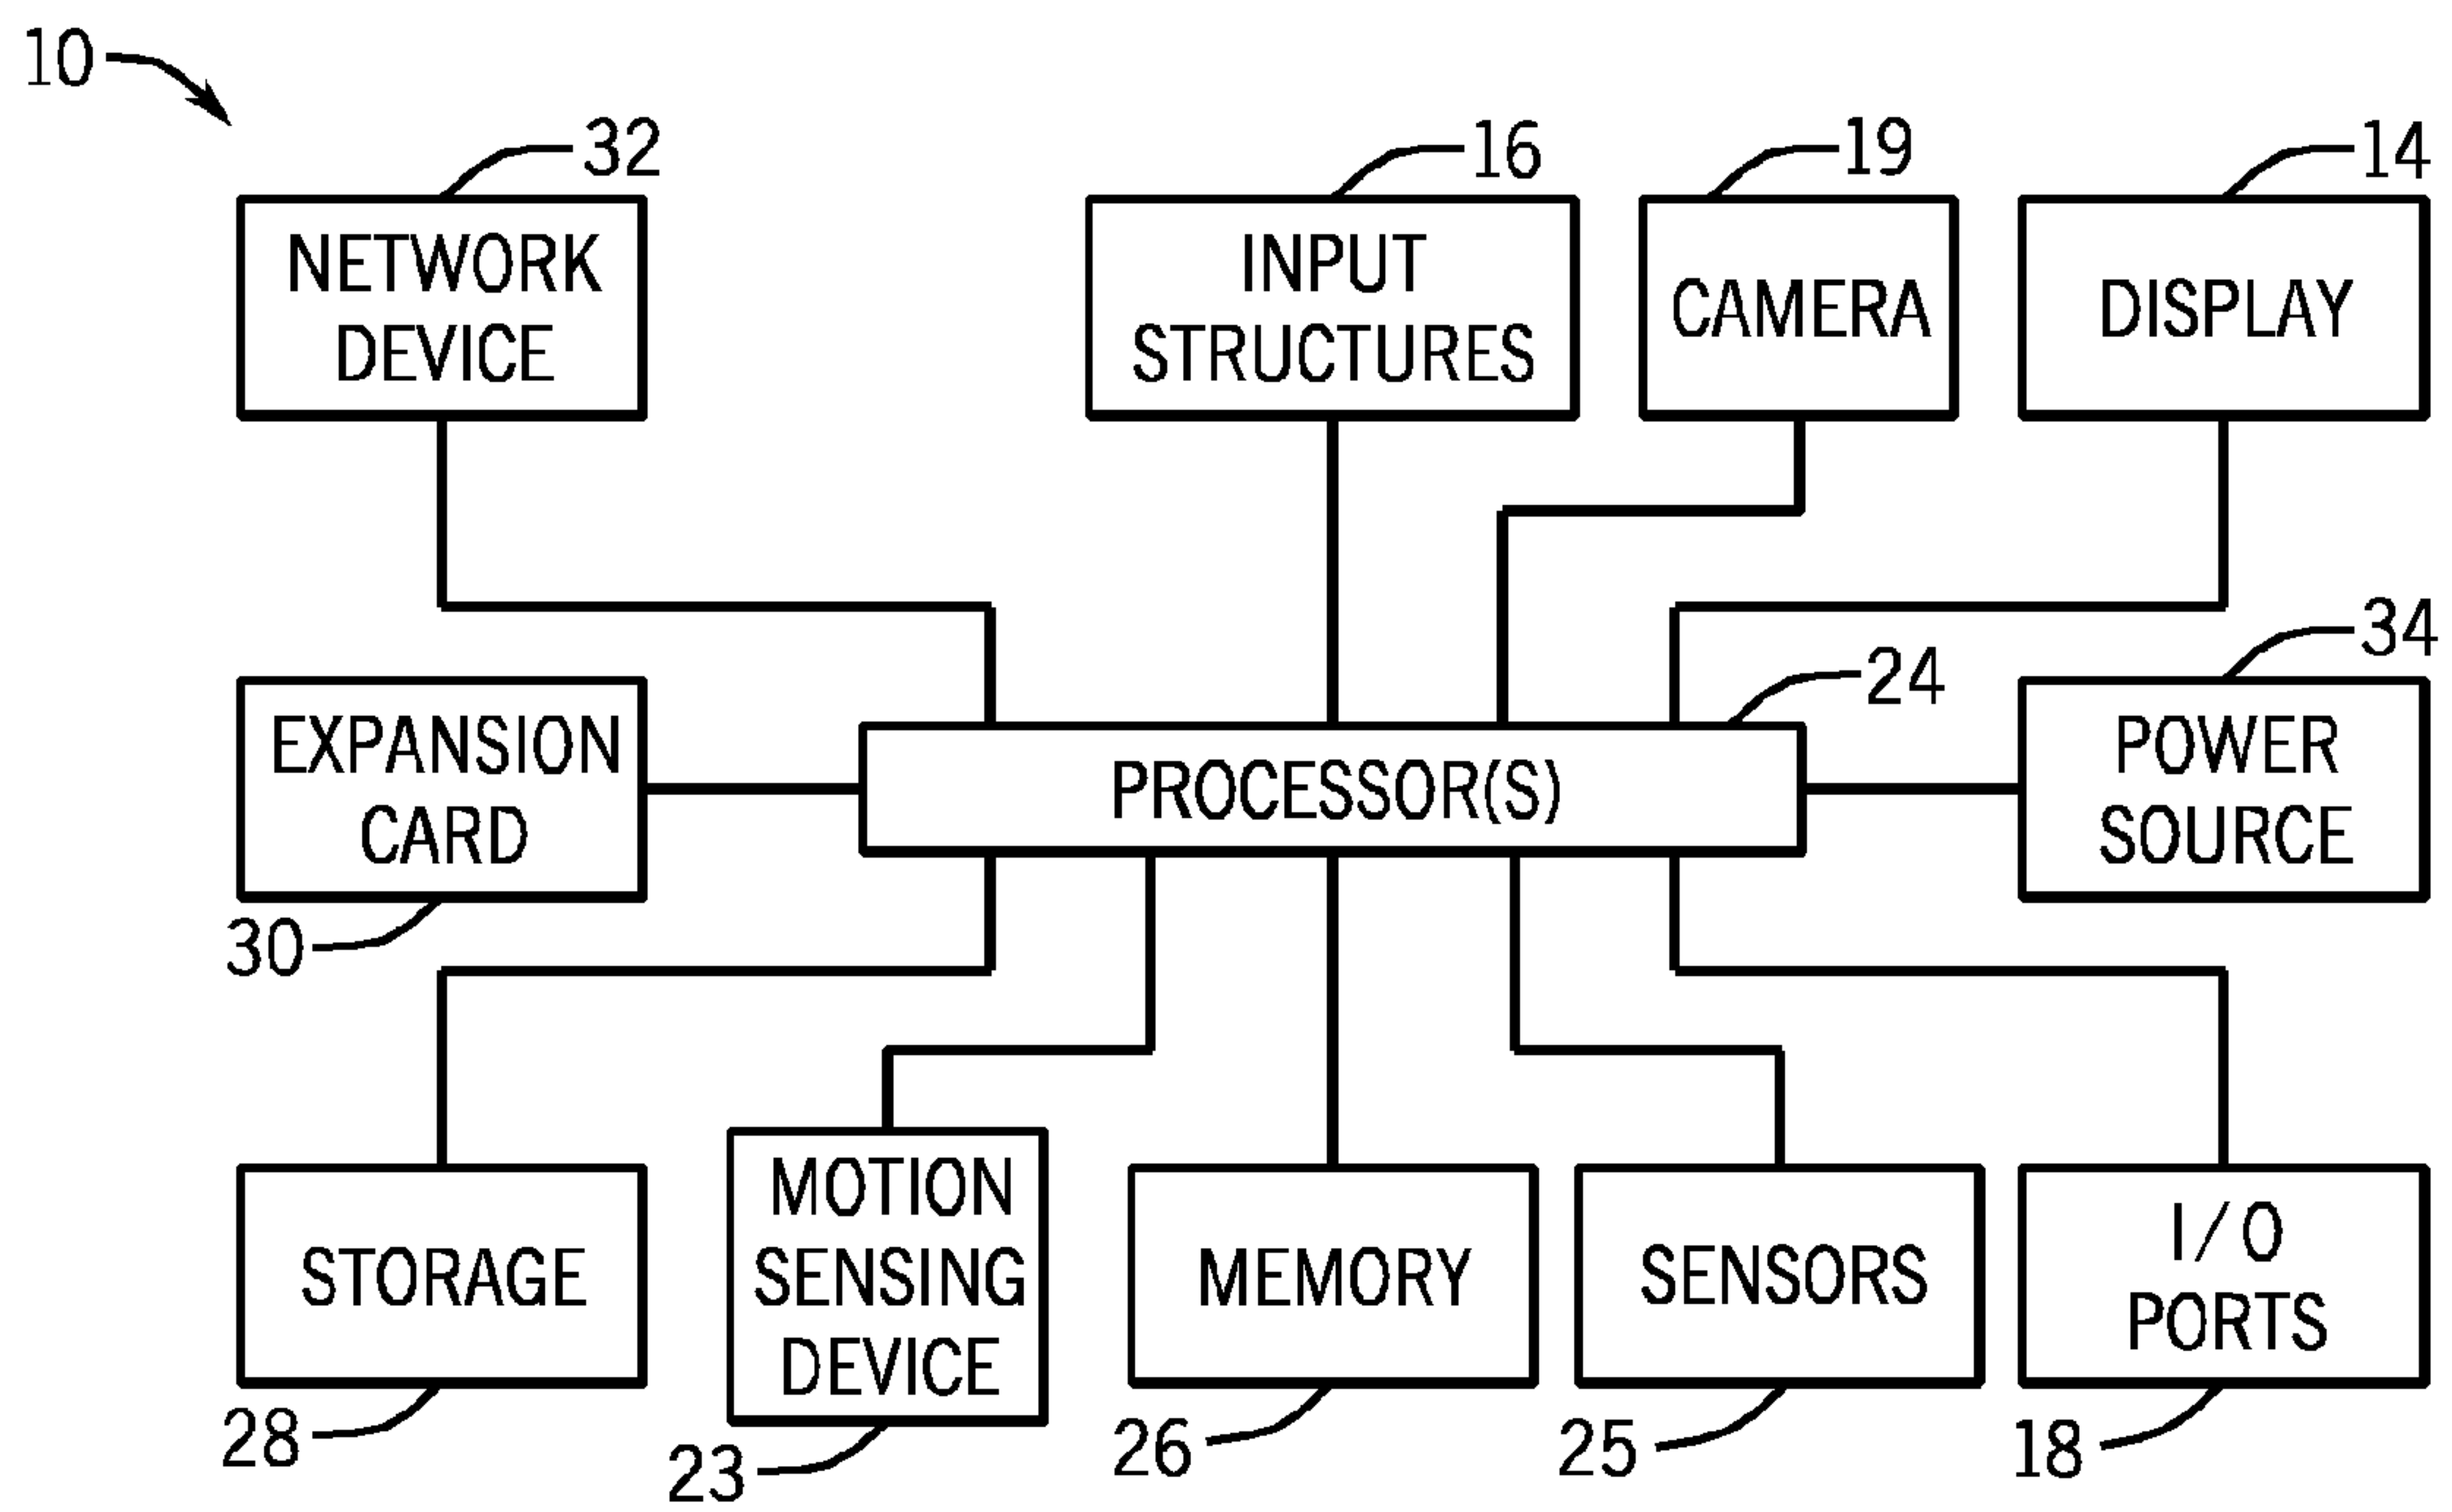 10
32
16
19
14
NETWORK
DEVICE
INPUT
STRUCTURES
CAMERA
DISPLAY
34
24
EXPANSION
CARD
PROCESSOR(S)
POWER
SOURCE
30
STORAGE
MOTION
SENSING
DEVICE
MEMORY
SENSORS
I/O
PORTS
28
23
26
25
18